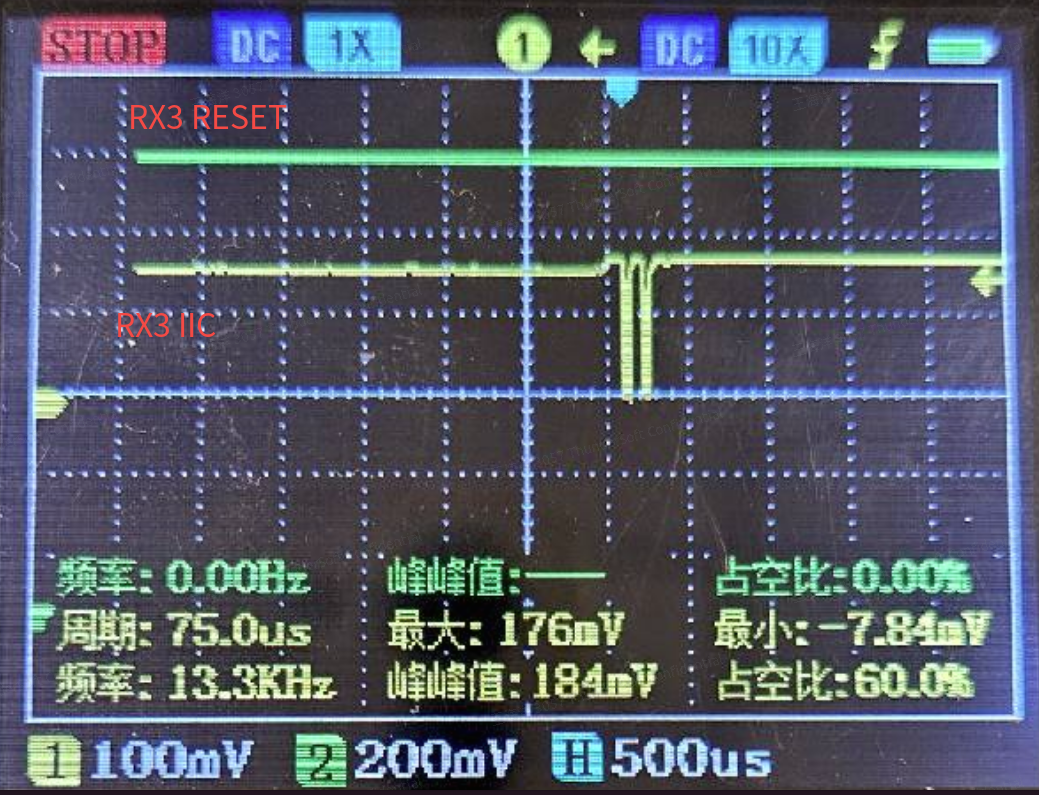 STOP DC 1X 1 DC 10X
RX3 RESET
RX3 IIC
频率:0.00Hz 峰峰值: 占空比:0.00%
周期:75.0us 最大:176mV 最小:-7.84mV
频率:13.3KHz 峰峰值:184mV 占空比:60.0%
1 100mV 2 200mV H 500us